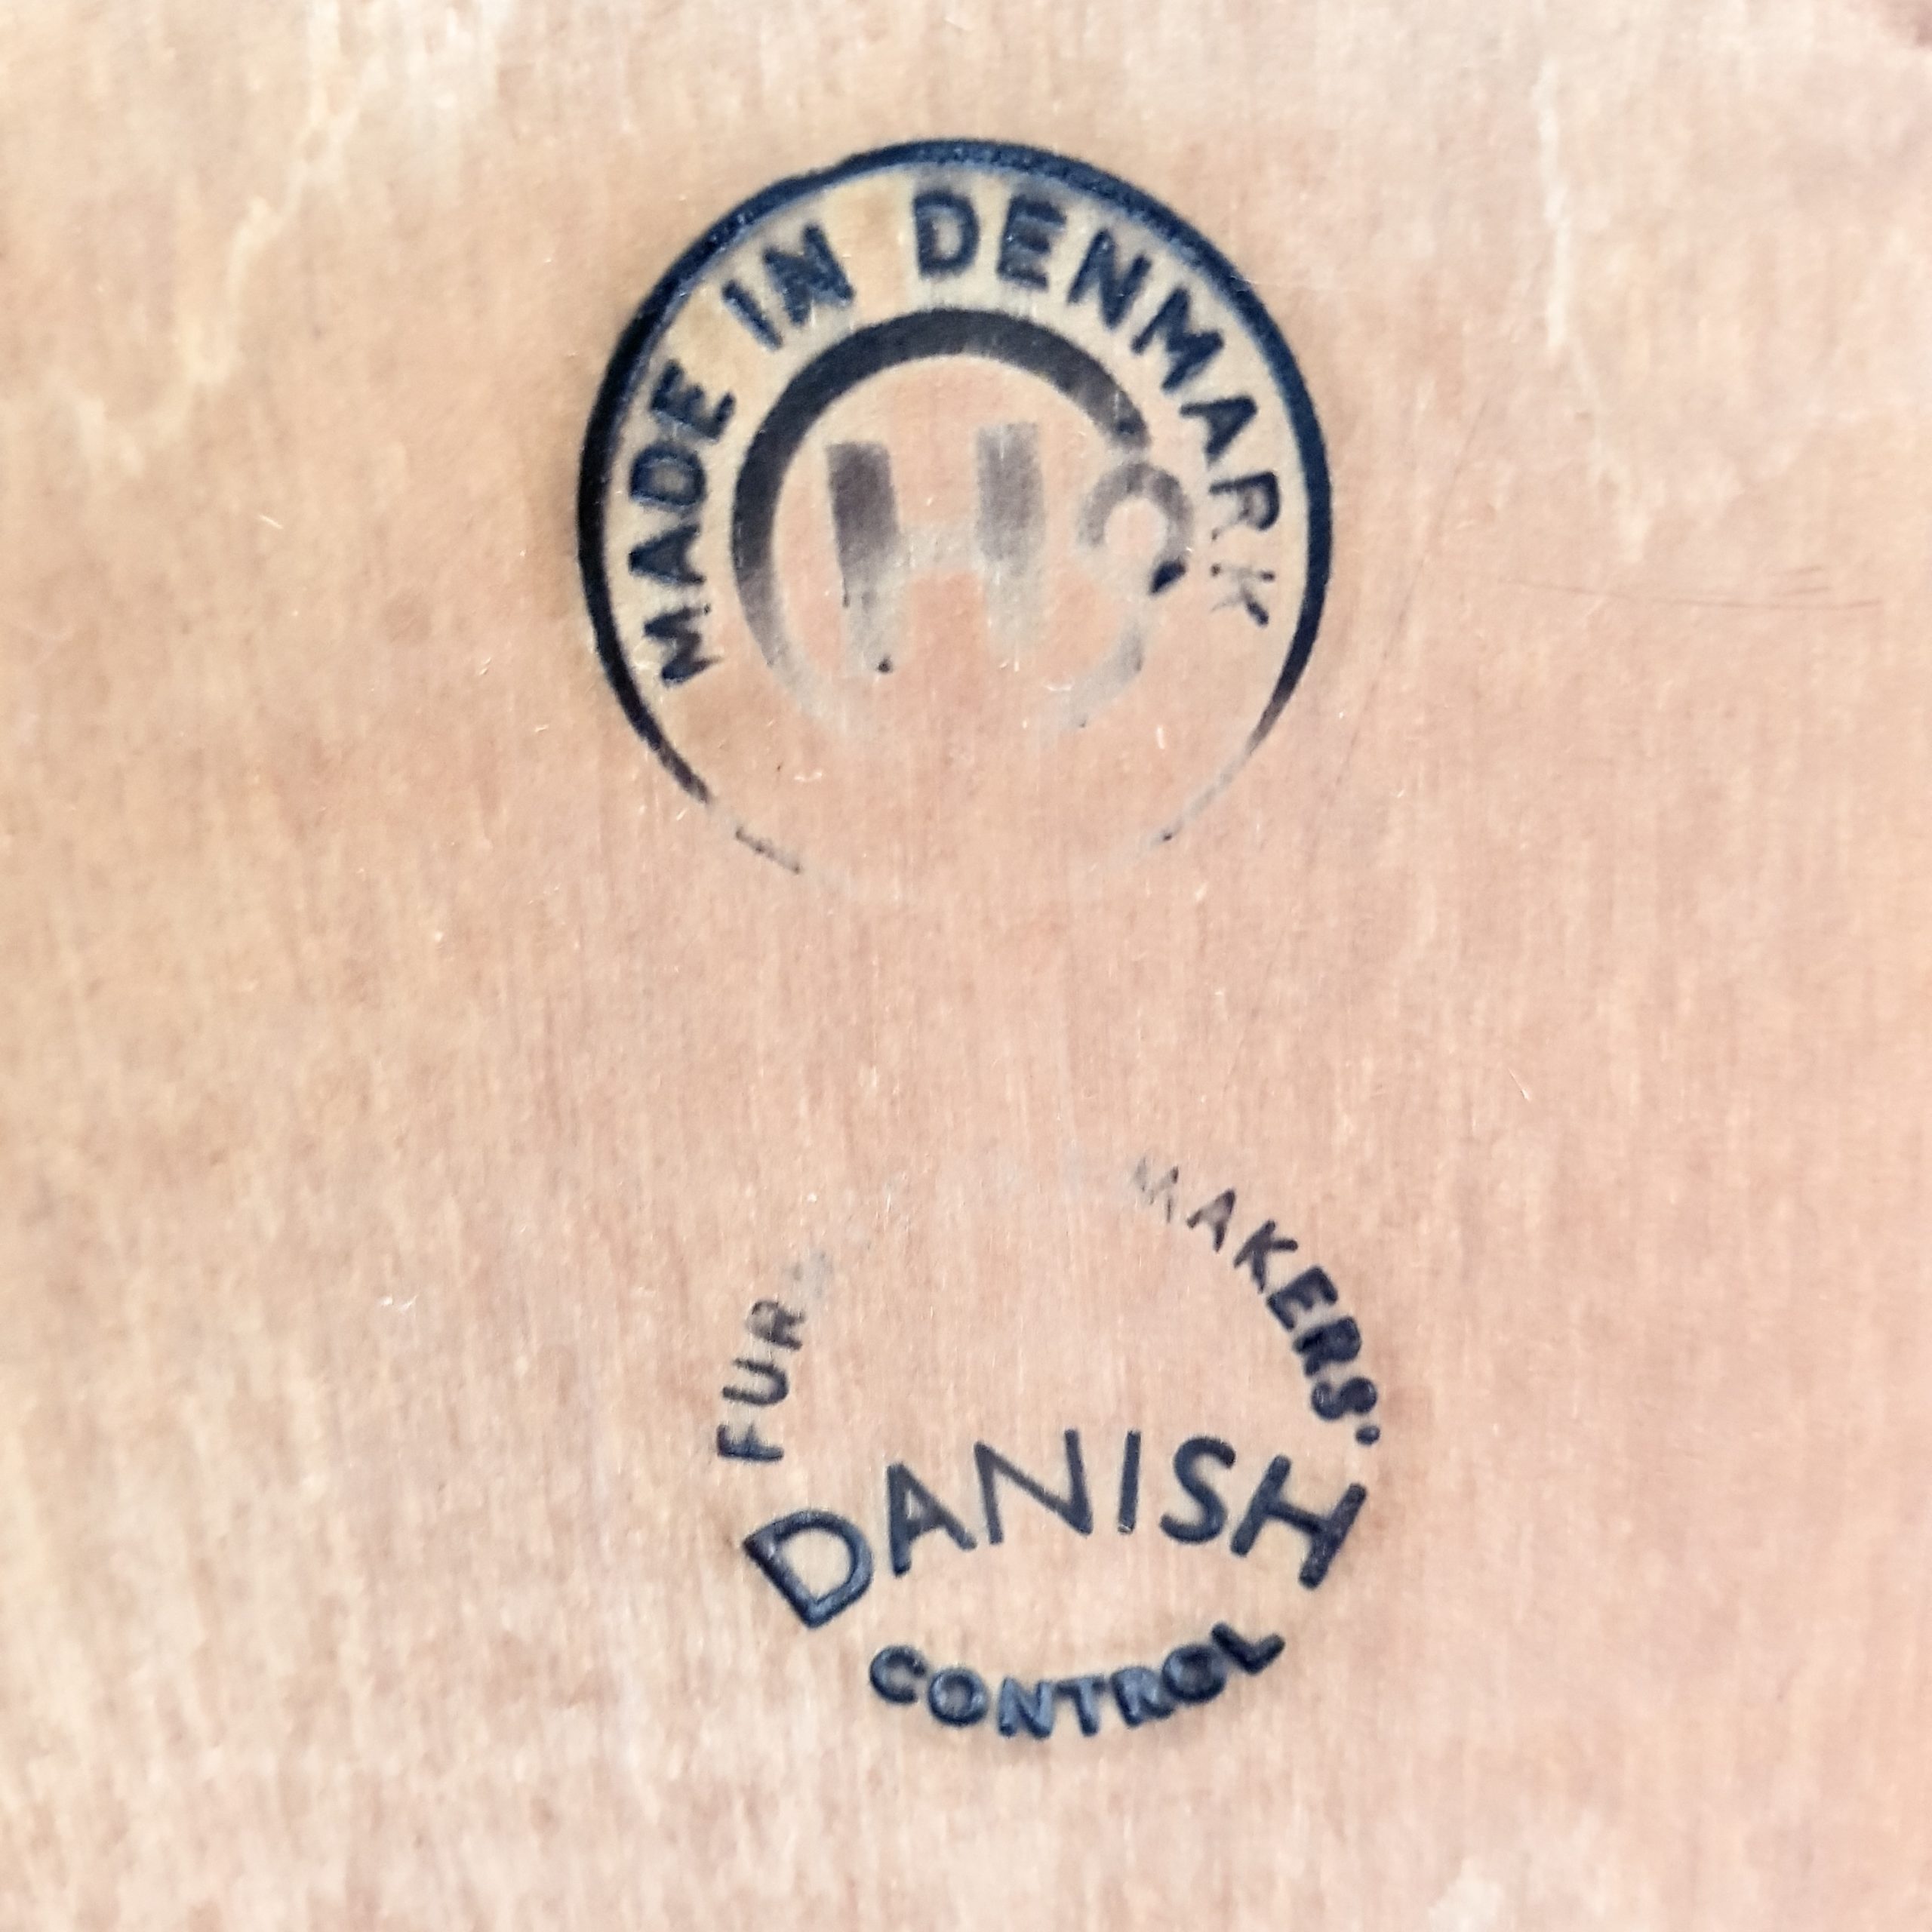 MADE IN DENMARK
MAKERS'
DANISH
CONTROL